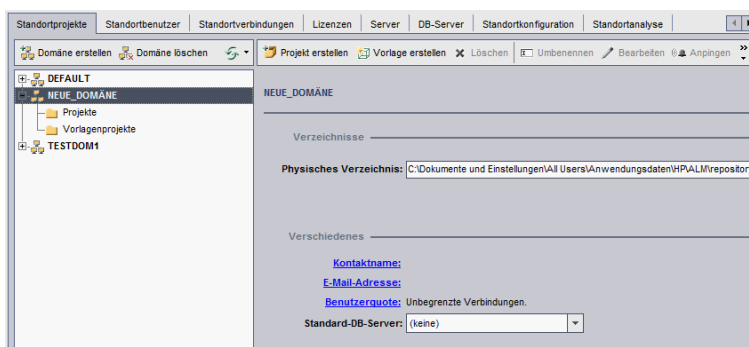 Standortprojekte Standortbenutzer Standortverbindungen Lizenzen Server DB-Server Standortkonfiguration Standortanalyse
Domäne erstellen Domäne löschen Projekt erstellen Vorlage erstellen Löschen Umbenennen Bearbeiten Anpingen
DEFAULT
NEUE_DOMÄNE
Projekte
Vorlagenprojekte
TESTDOM1
NEUE_DOMÄNE
Verzeichnisse
Physisches Verzeichnis: C:\Dokumente und Einstellungen\All Users\Anwendungsdaten\HP\ALM\repositor
Verschiedenes
Kontaktname:
E-Mail-Adresse:
Benutzerquote: Unbegrenzte Verbindungen.
Standard-DB-Server: (keine)